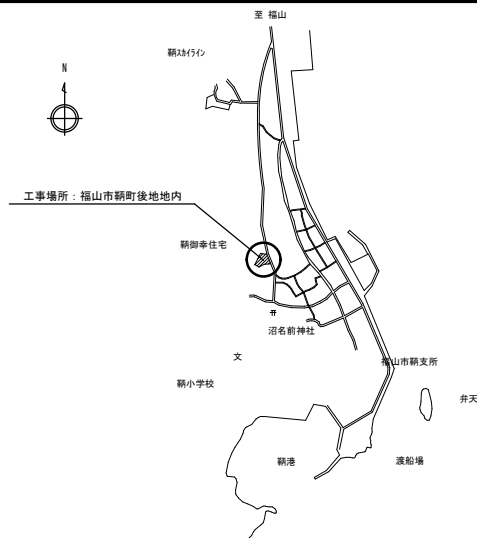 至 福山
鞆ｽｶｲﾗｲﾝ
N
工事場所：福山市鞆町後地地内
鞆御幸住宅
沼名前神社
文
福山市鞆支所
鞆小学校
弁天
鞆港
渡船場